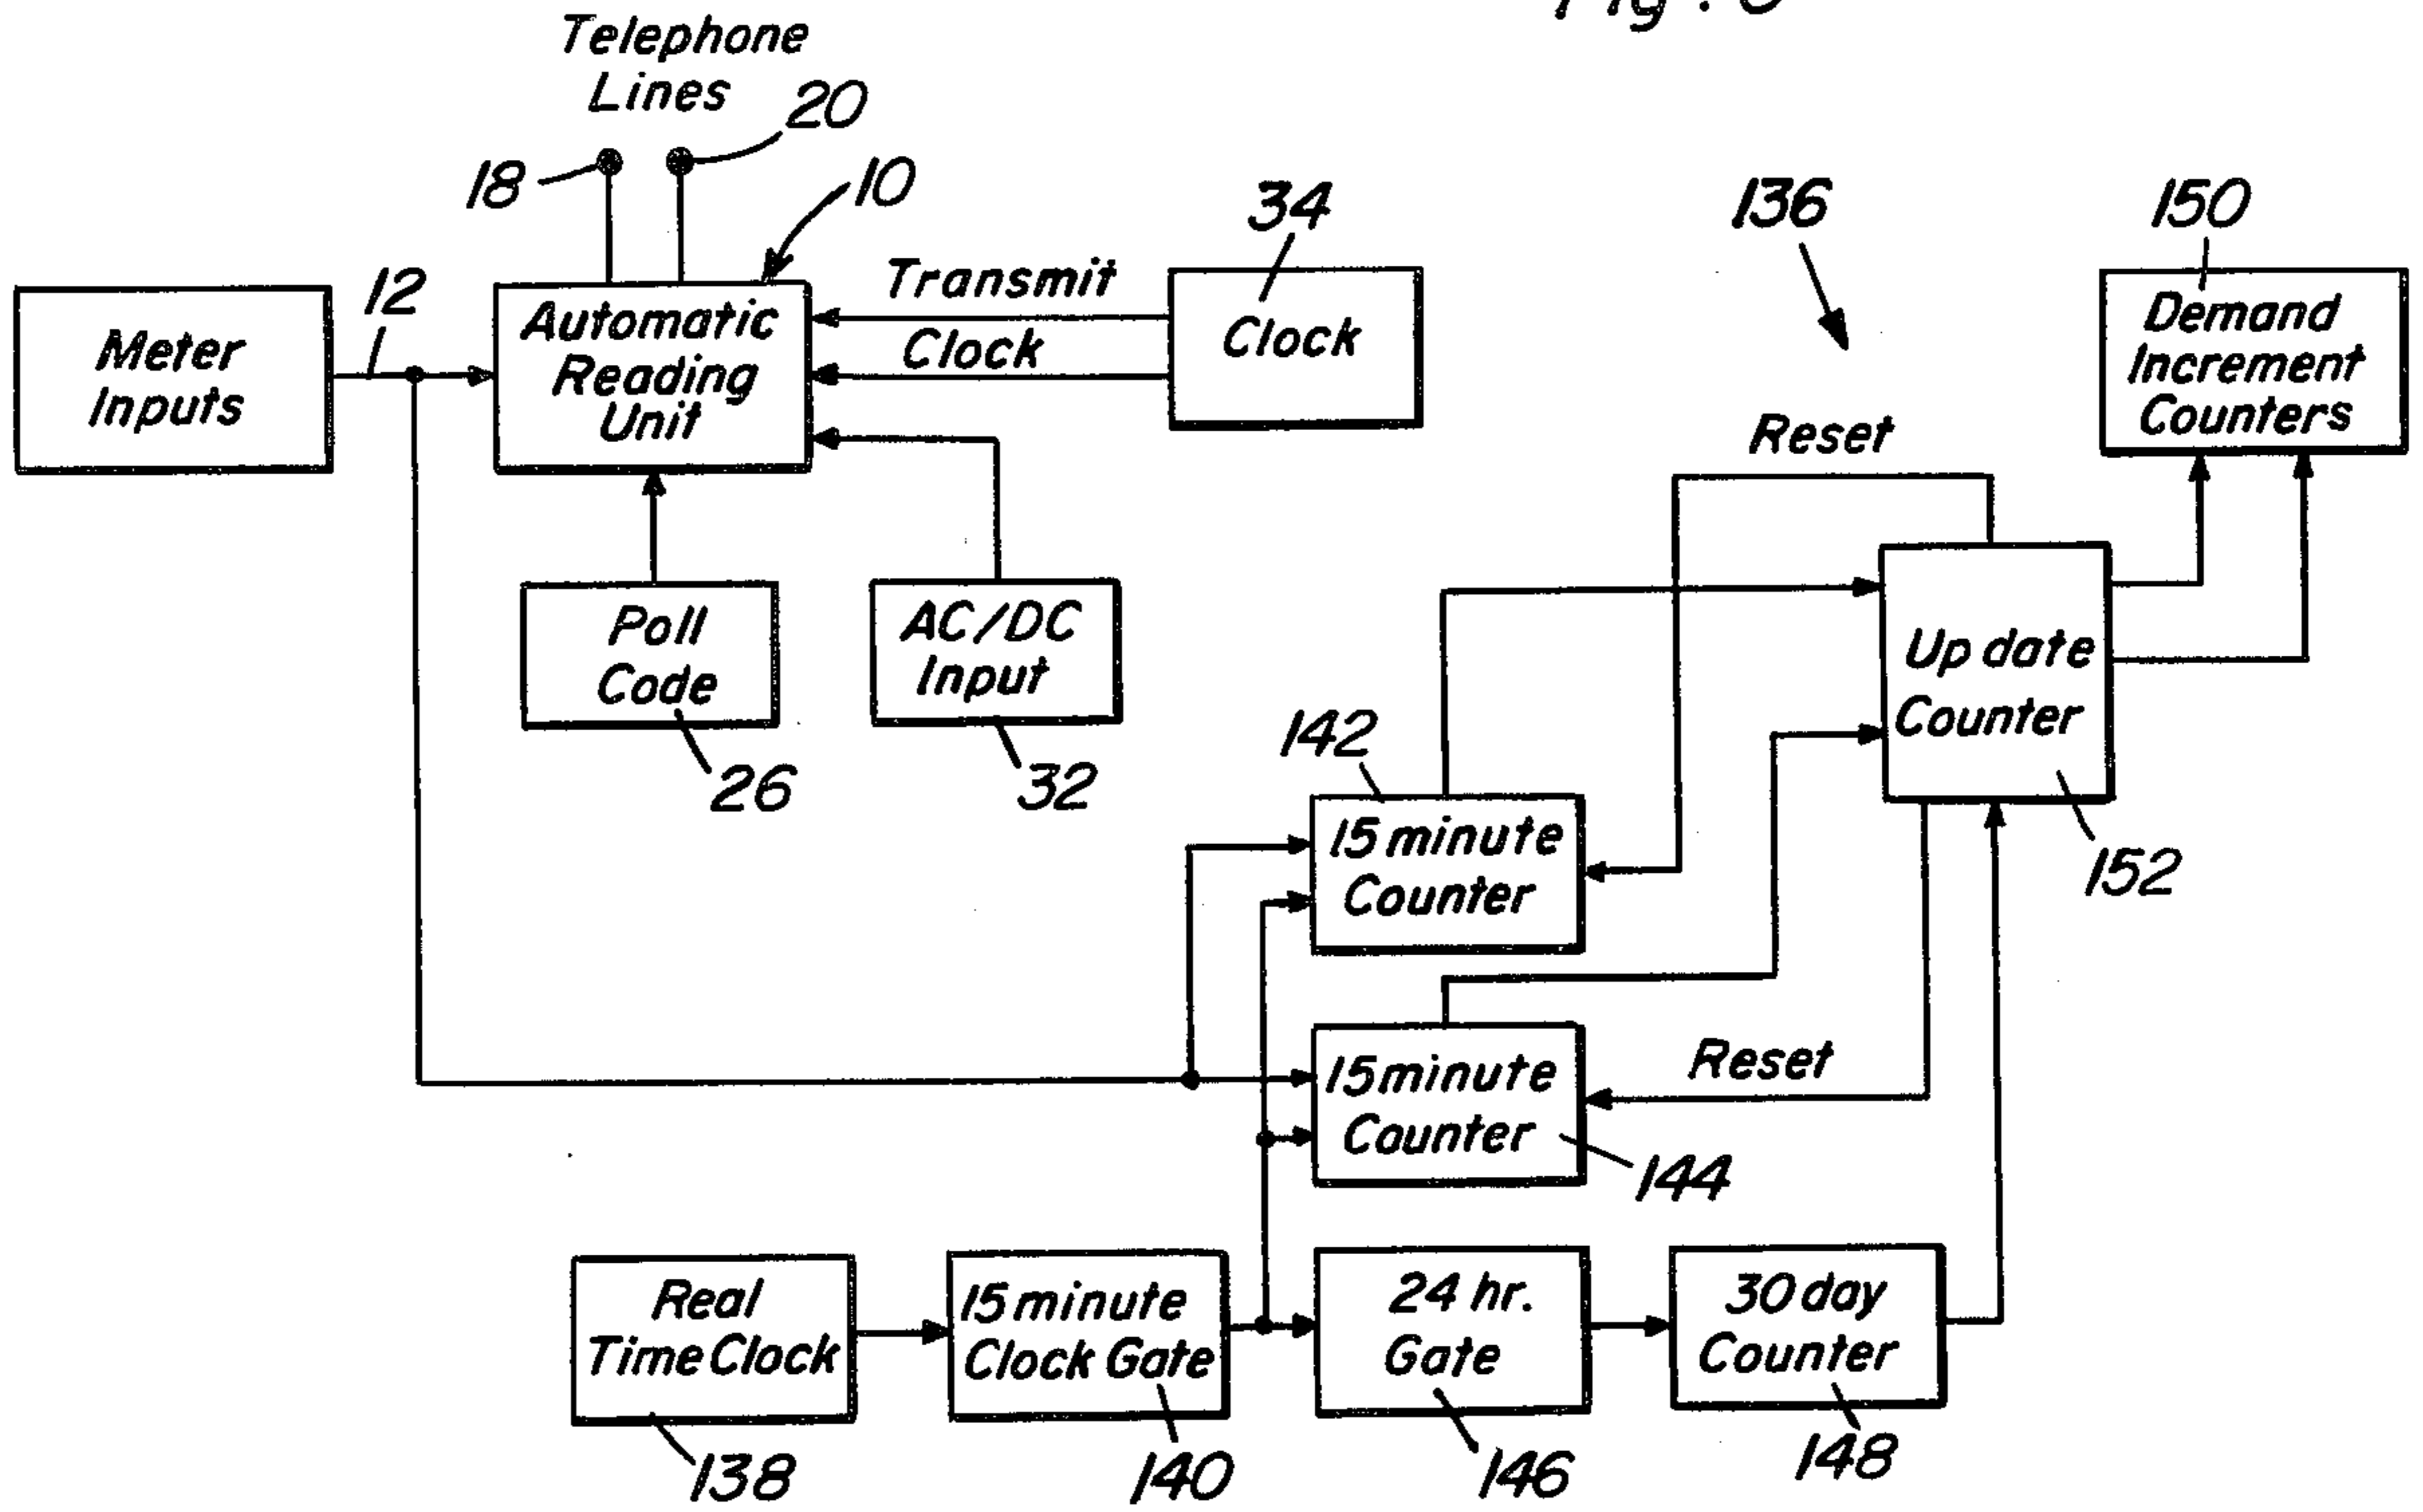 Telephone
Lines
20
18
10
34
136
150
12
Transmit
Clock
Meter
Inputs
Automatic
Reading
Unit
Clock
Demand
Increment
Counters
Reset
Poll
Code
AC/DC
Input
Up date
Counter
26
32
142
152
15 minute
Counter
15 minute
Counter
Reset
144
Real
Time Clock
15 minute
Clock Gate
24 hr.
Gate
30 day
Counter
138
140
146
148